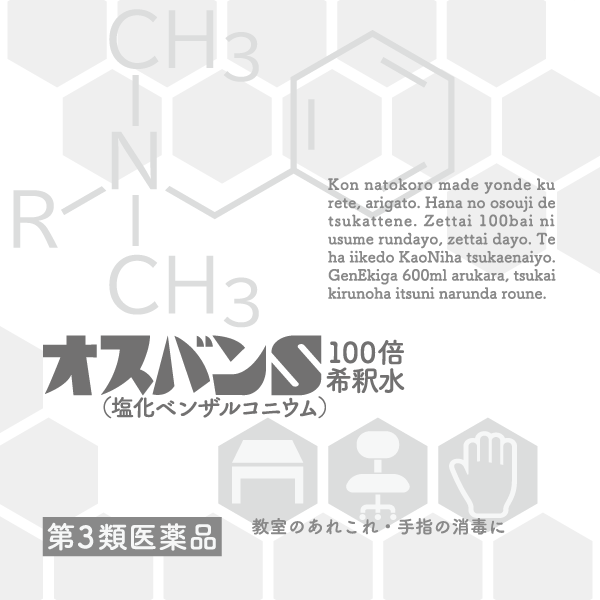 CH3
N
R
CH3
Kon natokoro made yonde ku
rete, arigato. Hana no osouji de
tsukattene. Zettai 100bai ni
usume rundayo, zettai dayo. Te
ha iikedo KaoNiha tsukaenaiyo.
GenEkiga 600ml arukara, tsukai
kirunoha itsuni narunda roune.
オスバンS 100倍
希釈水
（塩化ベンザルコニウム）
第3類医薬品
教室のあれこれ・手指の消毒に